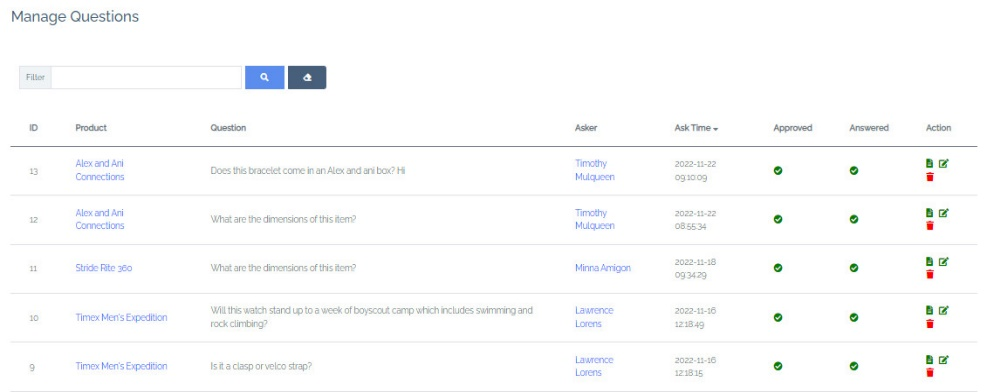 Manage Questions
Filter
ID Product Question Asker Ask Time Approved Answered Action
13 Alex and Ani Connections Does this bracelet come in an Alex and ani box? Hi Timothy Mulqueen 2022-11-22 09:10:09
12 Alex and Ani Connections What are the dimensions of this item? Timothy Mulqueen 2022-11-22 08:55:34
11 Stride Rite 360 What are the dimensions of this item? Minna Amigon 2022-11-18 09:34:29
10 Timex Men's Expedition Will this watch stand up to a week of boyscout camp which includes swimming and rock climbing? Lawrence Lorens 2022-11-16 12:18:49
9 Timex Men's Expedition Is it a clasp or velco strap? Lawrence Lorens 2022-11-16 12:18:15